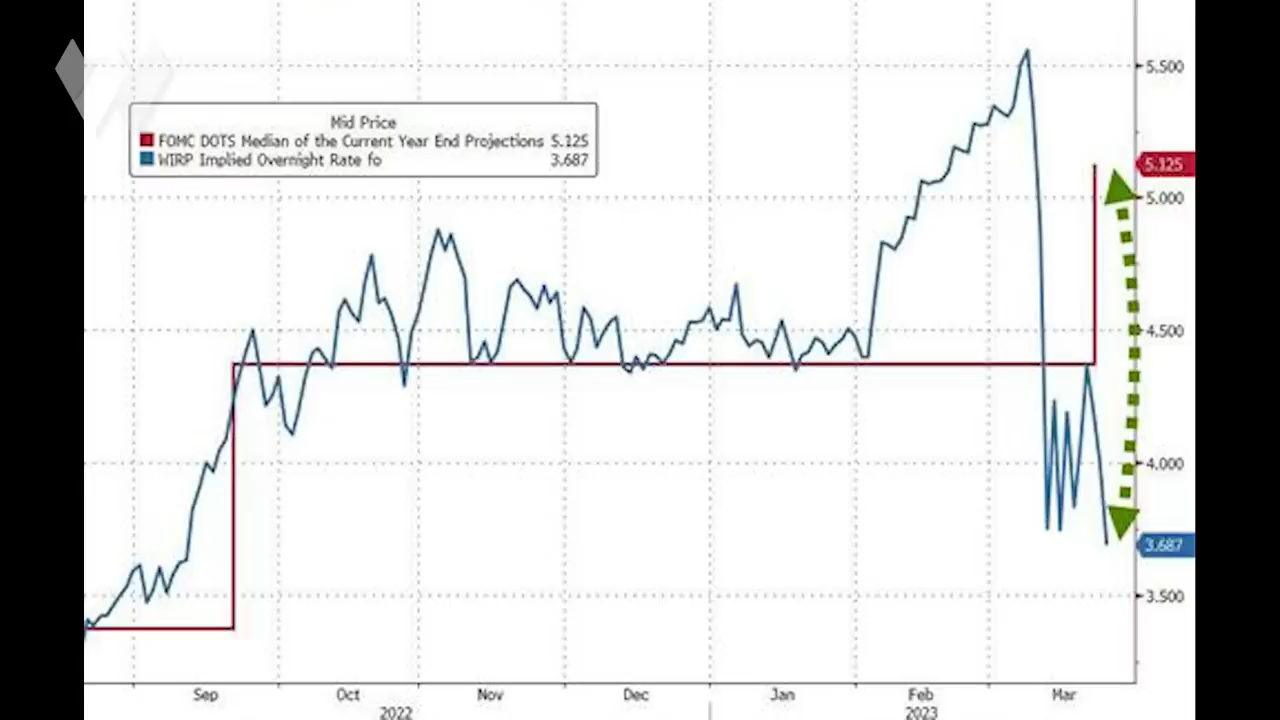 Mid Price
FOMC DOTS Median of the Current Year End Projections 5.125
WIRP Implied Overnight Rate fo 3.687
5.500
5.125
5.000
4.500
4.000
3.687
3.500
Sep Oct Nov Dec Jan Feb Mar
2022 2023